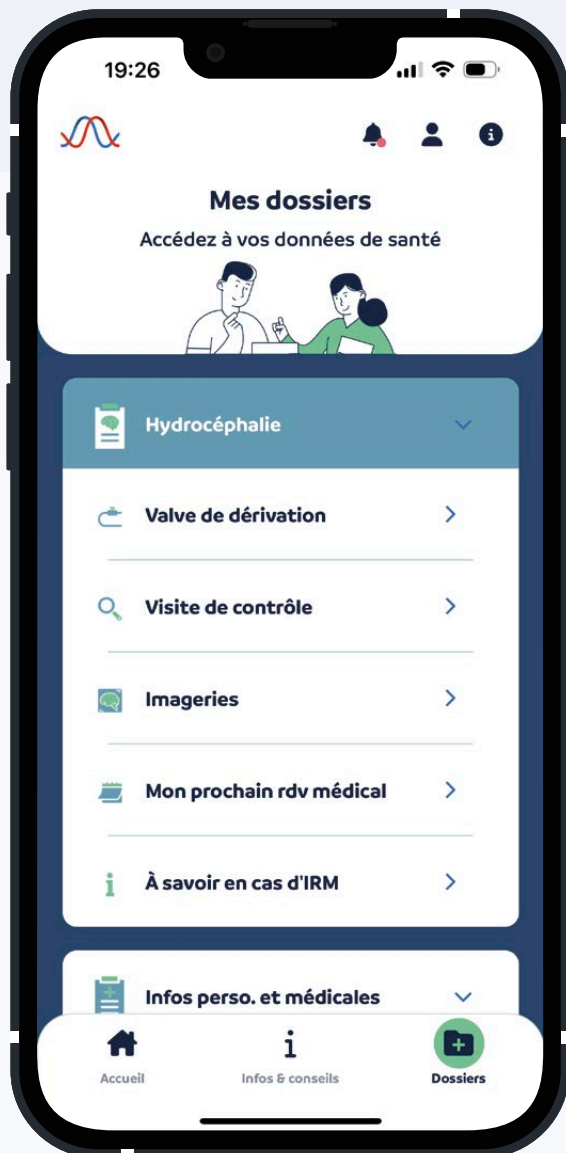 19:26
Mes dossiers
Accédez à vos données de santé
Hydrocéphalie
Valve de dérivation
Visite de contrôle
Imageries
Mon prochain rdv médical
À savoir en cas d'IRM
Infos perso. et médicales
Accueil
Infos & conseils
Dossiers